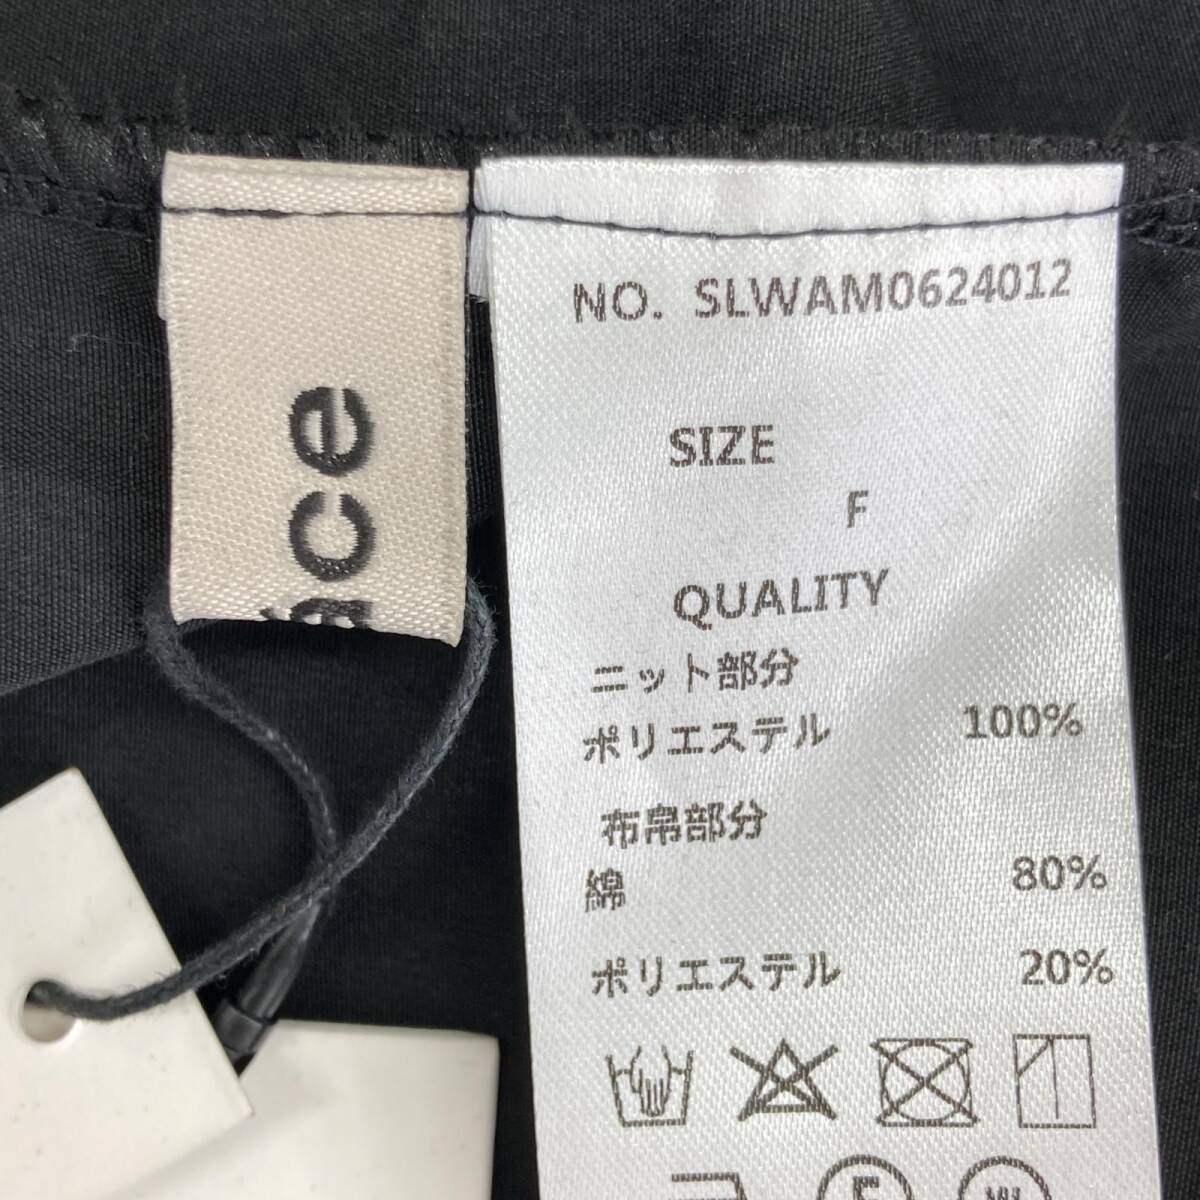 ace
NO. SLWAM0624012
SIZE
F
QUALITY
ニット部分
ポリエステル 100%
布帛部分
綿 80%
ポリエステル 20%